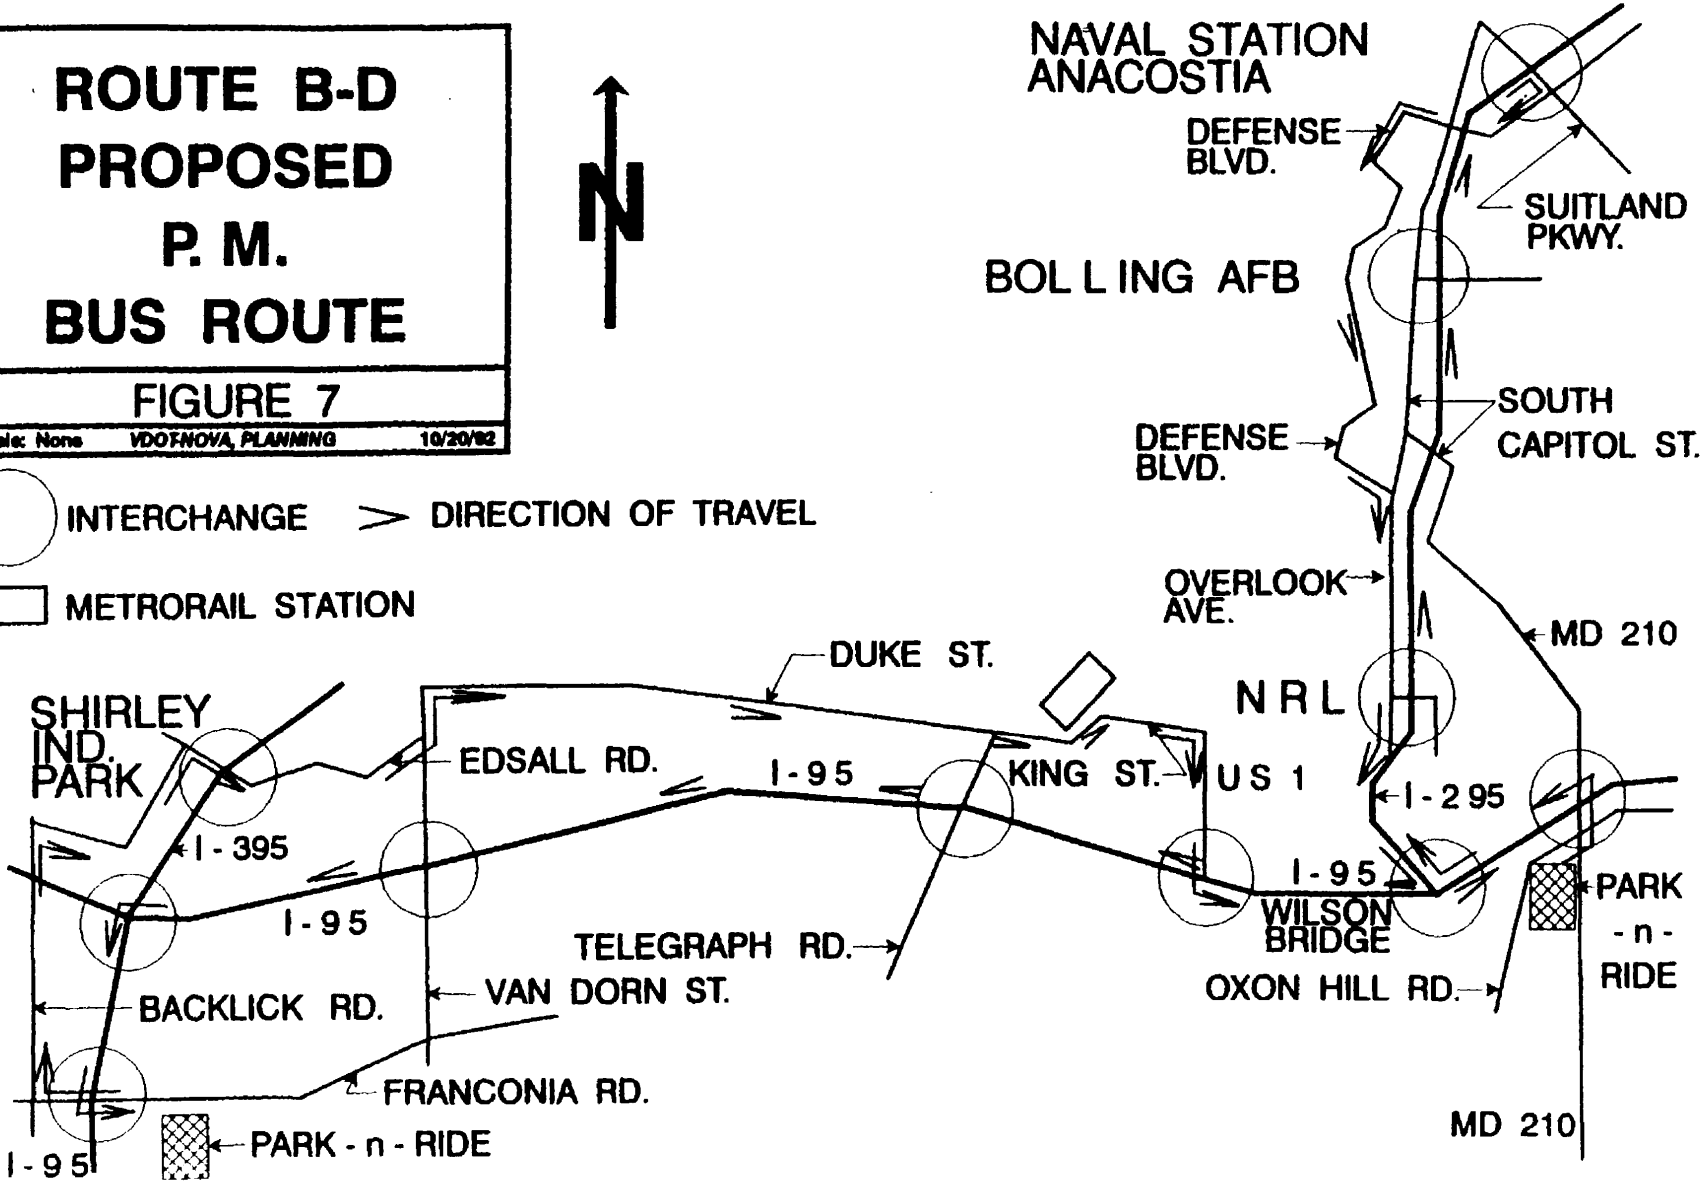 ROUTE B-D
PROPOSED
P. M.
BUS ROUTE
FIGURE 7
None VDOT-NOVA, PLANNING 10/20/92
INTERCHANGE
DIRECTION OF TRAVEL
METRORAIL STATION
N
NAVAL STATION
ANACOSTIA
DEFENSE
BLVD.
SUITLAND
PKWY.
BOLLING AFB
SOUTH
CAPITOL ST.
DEFENSE
BLVD.
OVERLOOK
AVE.
MD 210
DUKE ST.
NRL
SHIRLEY
IND.
PARK
EDSALL RD.
I-95
KING ST.
US 1
I-295
I-395
I-95
I-95
WILSON
BRIDGE
PARK
-n-
RIDE
TELEGRAPH RD.
VAN DORN ST.
OXON HILL RD.
BACKLICK RD.
FRANCONIA RD.
PARK-n-RIDE
I-95
MD 210